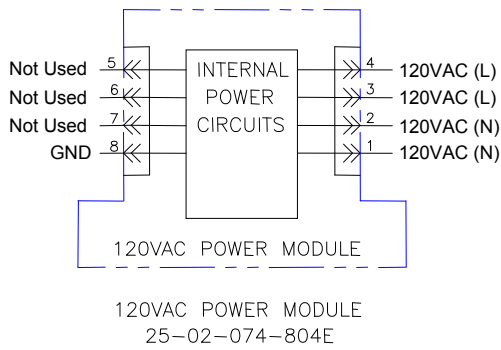 Not Used 5 INTERNAL 4 120VAC (L)
Not Used 6 POWER 3 120VAC (L)
Not Used 7 CIRCUITS 2 120VAC (N)
GND 8 1 120VAC (N)
120VAC POWER MODULE
120VAC POWER MODULE
25-02-074-804E